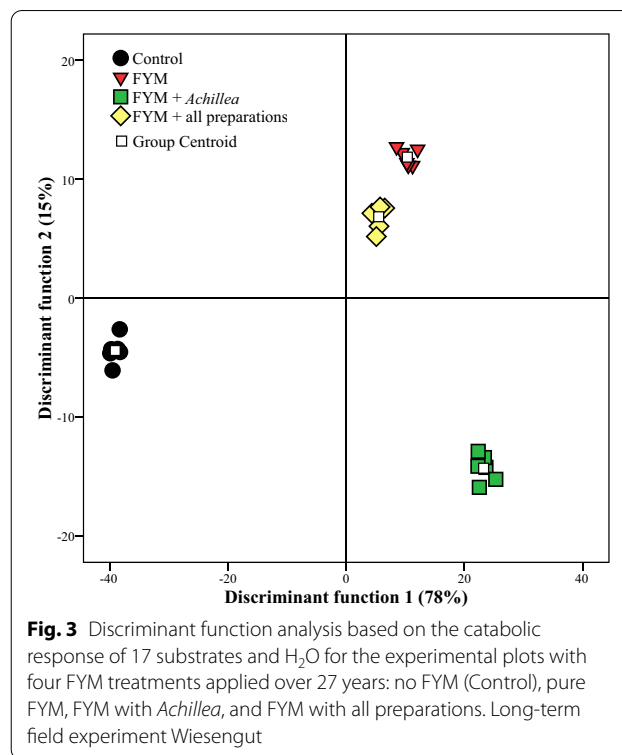 Control
FYM
FYM + Achillea
FYM + all preparations
Group Centroid
20
10
0
-10
-20
Discriminant function 2 (15%)
-40
-20
0
20
40
Discriminant function 1 (78%)
Fig. 3 Discriminant function analysis based on the catabolic
response of 17 substrates and H₂O for the experimental plots with
four FYM treatments applied over 27 years: no FYM (Control), pure
FYM, FYM with Achillea, and FYM with all preparations. Long-term
field experiment Wiesengut